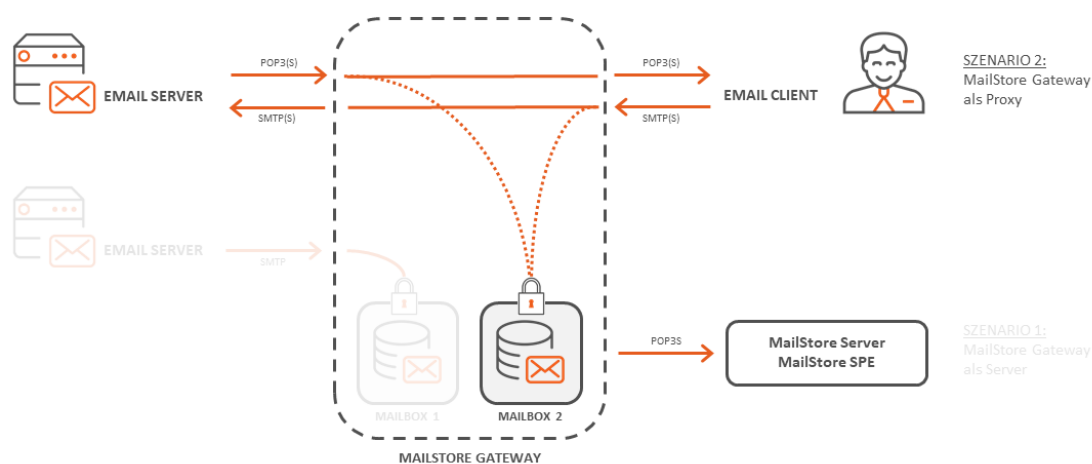 POP3(S)
POP3(S)
SZENARIO 2:
MailStore Gateway
als Proxy
EMAIL SERVER
EMAIL CLIENT
SMTP(S)
SMTP(S)
EMAIL SERVER
SMTP
POP3S
MailStore Server
MailStore SPE
SZENARIO 1:
MailStore Gateway
als Server
MAILBOX 1
MAILBOX 2
MAILSTORE GATEWAY